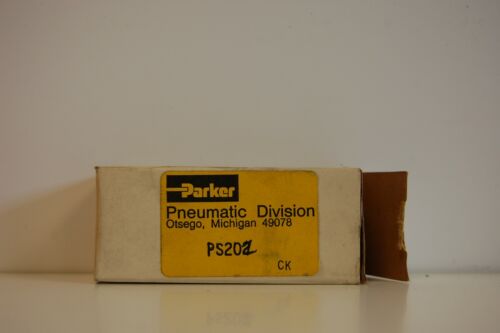 Parker
Pneumatic Division
Otsego, Michigan 49078
PS202
CK